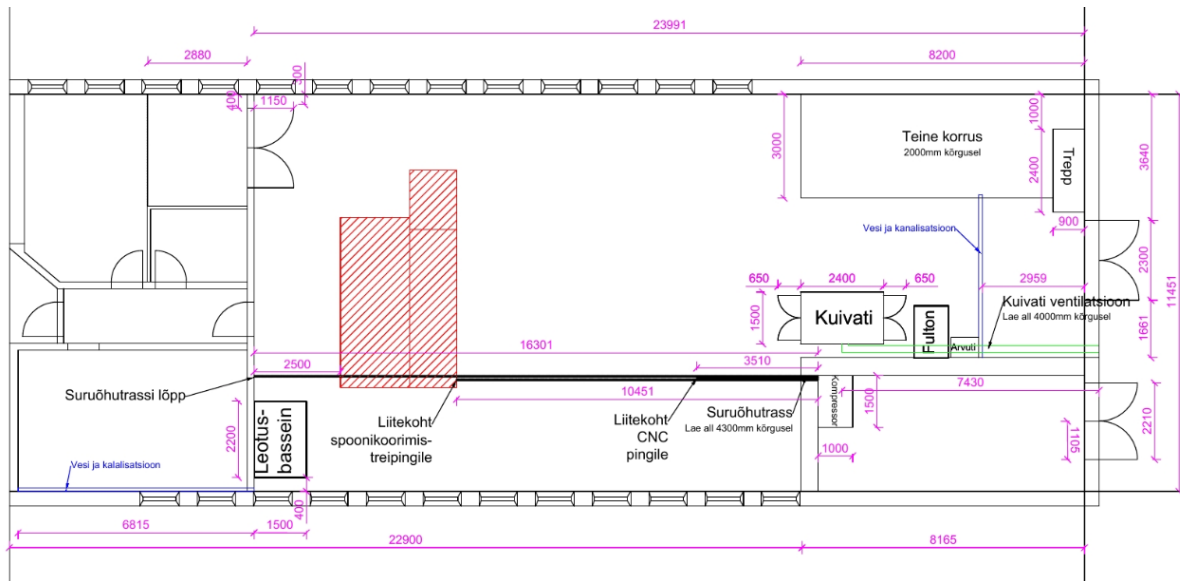 23991
2880
8200
300
400
1150
1000
Teine korrus
2000mm kõrgusel
3000
2400
Trepp
3640
900
Vesi ja kanalisatsioon
2300
11451
650
2400
650
2959
1500
Kuivati
Fulton
Arvuti
Kuivati ventilatsioon
Lae all 4000mm kõrgusel
1661
16301
2500
3510
7430
Suruõhutrassi lõpp
10451
Kompressor
1500
2210
1105
Leotus-
bassein
2200
Liitekoht
spoonikoorimis-
treipingile
Liitekoht
CNC
pingile
Suruõhutrass
Lae all 4300mm kõrgusel
1000
Vesi ja kalalisatsioon
400
6815
1500
22900
8165